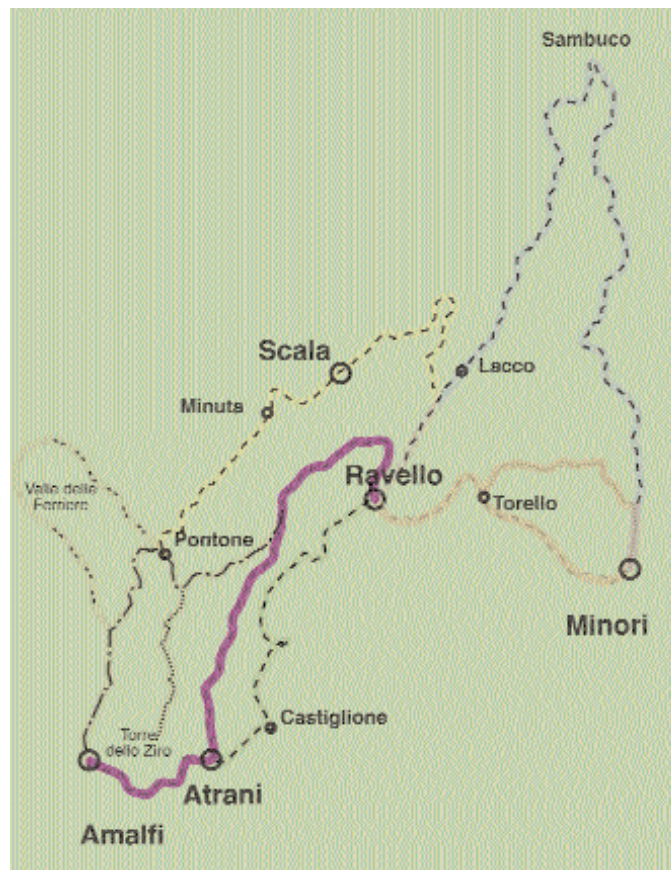 Sambuco
Scala
Lacco
Minuta
Ravello
Valle delle
Ferriere
Torello
Pontone
Minori
Castiglione
Torre
dello Ziro
Atrani
Amalfi